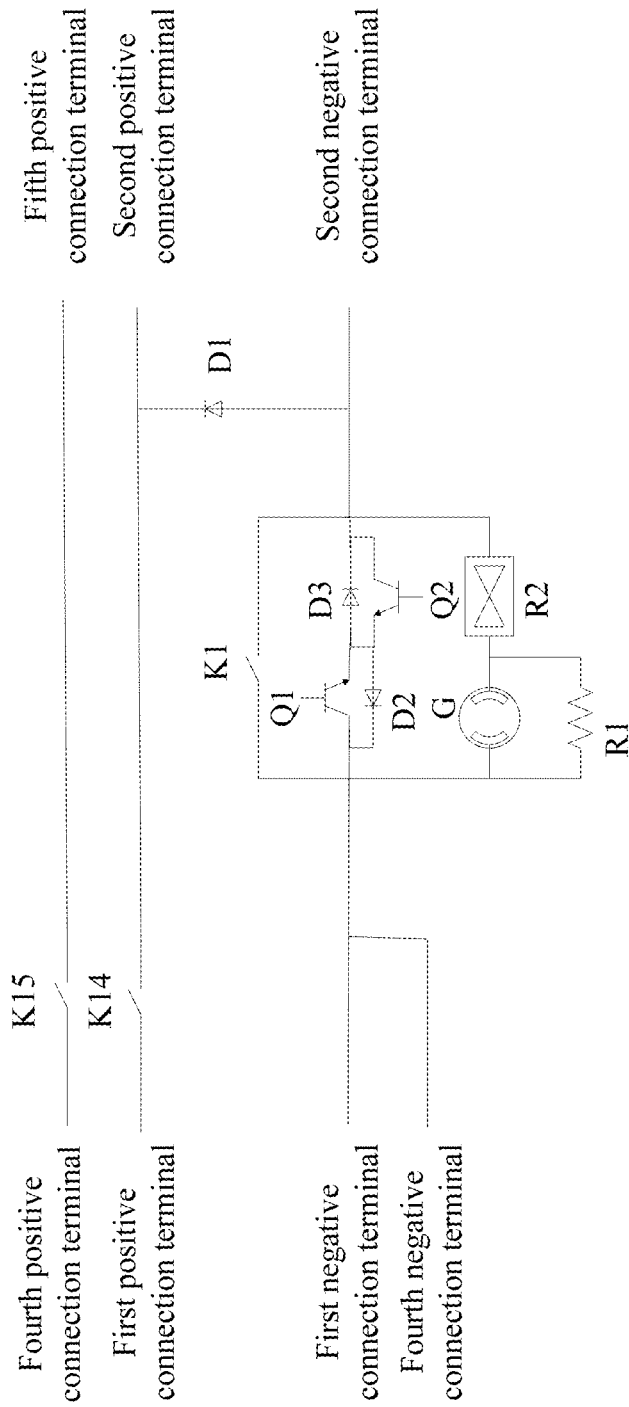 Fourth positive
connection terminal
K15
Fifth positive
connection terminal
First positive
connection terminal
K14
Second positive
connection terminal
D1
K1
Q1
D3
D2
Q2
First negative
connection terminal
Second negative
connection terminal
Fourth negative
connection terminal
G
R2
R1